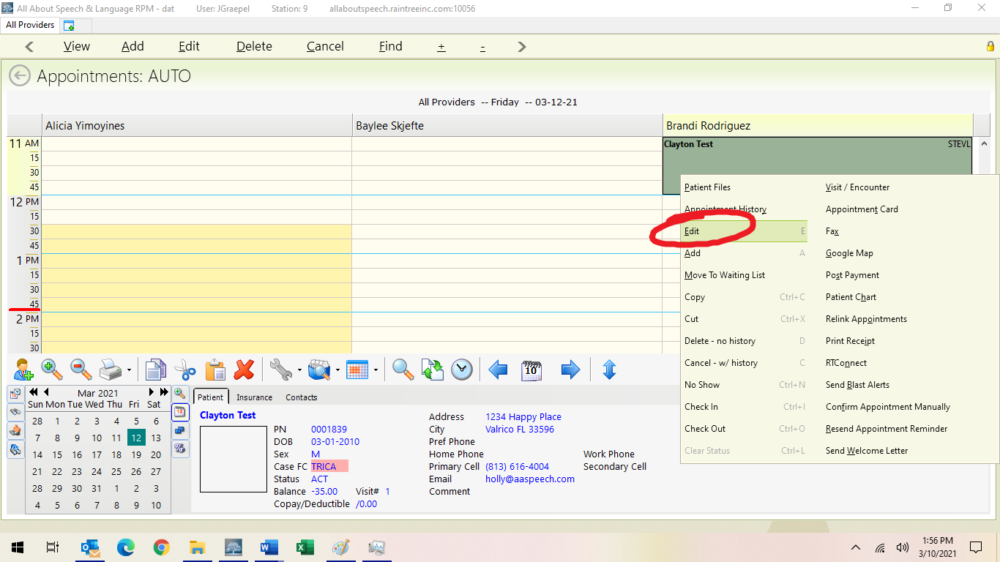 All About Speech & Language RPM - dat User: JGraepel Station: 9 allaboutspeech.raintreeinc.com:10056
All Providers
View Add Edit Delete Cancel Find + -
Appointments: AUTO
All Providers -- Friday -- 03-12-21
Alicia Yimoyines Baylee Skjefte Brandi Rodriguez
11 AM
15
30
45
12 PM
15
30
45
1 PM
15
30
45
2 PM
15
30
Clayton Test STEVL
Patient Files
Appointment History
Edit E
Add A
Move To Waiting List
Copy Ctrl+C
Cut Ctrl+X
Delete - no history D
Cancel - w/ history C
No Show Ctrl+N
Check In Ctrl+I
Check Out Ctrl+O
Clear Status Ctrl+L
Visit / Encounter
Appointment Card
Fax
Google Map
Post Payment
Patient Chart
Relink Appointments
Print Receipt
RTConnect
Send Blast Alerts
Confirm Appointment Manually
Resend Appointment Reminder
Send Welcome Letter
10
Mar 2021
Sun Mon Tue Wed Thu Fri Sat
28 1 2 3 4 5 6
7 8 9 10 11 12 13
14 15 16 17 18 19 20
21 22 23 24 25 26 27
28 29 30 31 1 2 3
4 5 6 7 8 9 10
Patient Insurance Contacts
Clayton Test
PN 0001839
DOB 03-01-2010
Sex M
Case FC TRICA
Status ACT
Balance -35.00 Visit# 1
Copay/Deductible /0.00
Address 1234 Happy Place
City Valrico FL 33596
Pref Phone
Home Phone Work Phone
Primary Cell (813) 616-4004 Secondary Cell
Email holly@aaspeech.com
Comment
1:56 PM
3/10/2021